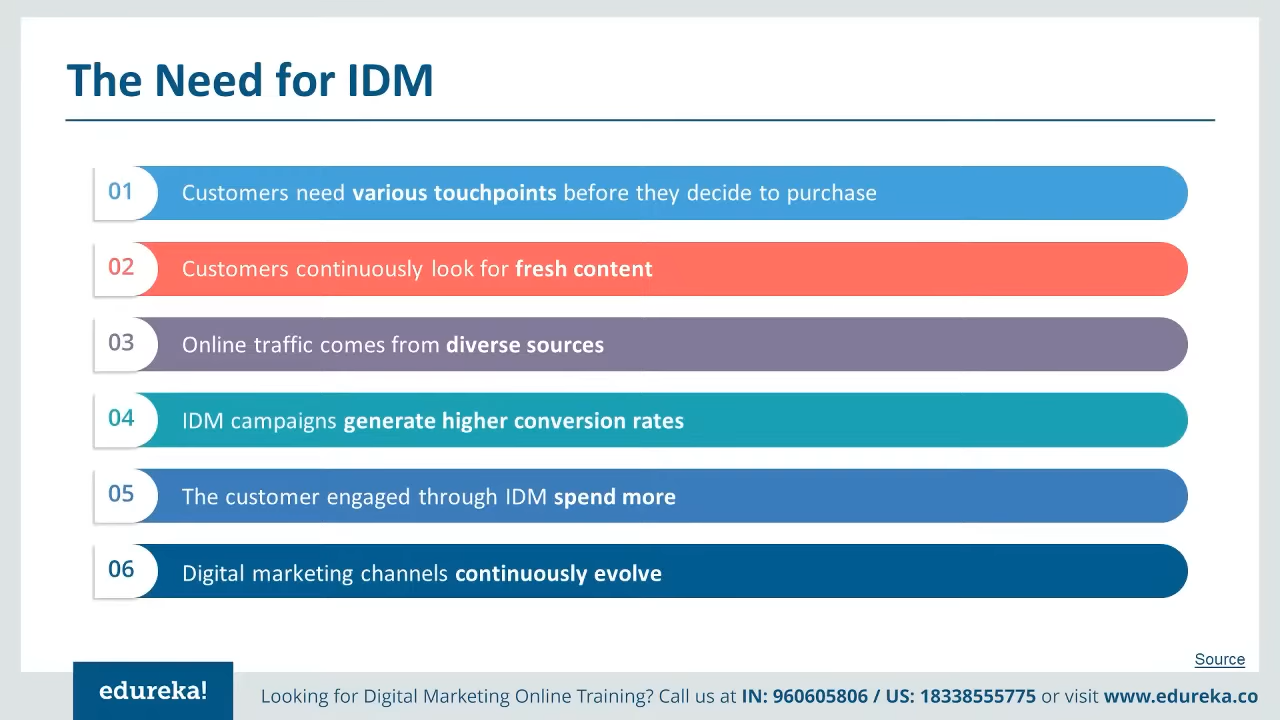 The Need for IDM
01 Customers need various touchpoints before they decide to purchase
02 Customers continuously look for fresh content
03 Online traffic comes from diverse sources
04 IDM campaigns generate higher conversion rates
05 The customer engaged through IDM spend more
06 Digital marketing channels continuously evolve
Source
edureka!
Looking for Digital Marketing Online Training? Call us at IN: 960605806 / US: 18338555775 or visit www.edureka.co